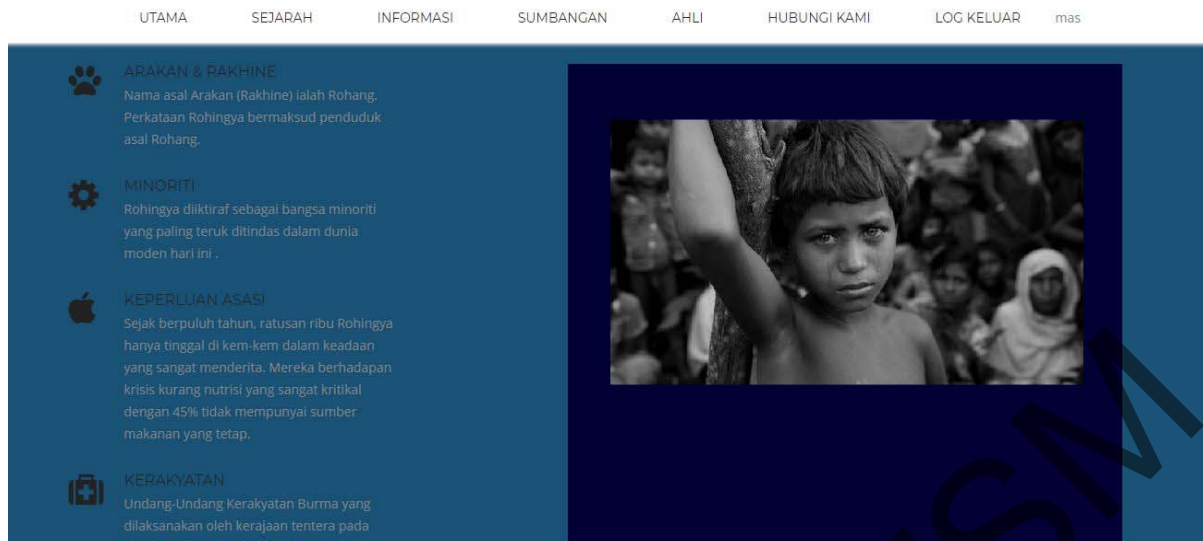 UTAMA SEJARAH INFORMASI SUMBANGAN AHLI HUBUNGI KAMI LOG KELUAR mas
ARAKAN & RAKHINE
Nama asal Arakan (Rakhine) ialah Rohang.
Perkataan Rohingya bermaksud penduduk
asal Rohang.
MINORITI
Rohingya diiktiraf sebagai bangsa minoriti
yang paling teruk ditindas dalam dunia
moden hari ini .
KEPERLUAN ASASI
Sejak berpuluh tahun, ratusan ribu Rohingya
hanya tinggal di kem-kem dalam keadaan
yang sangat menderita. Mereka berhadapan
krisis kurang nutrisi yang sangat kritikal
dengan 45% tidak mempunyai sumber
makanan yang tetap.
KERAKYATAN
Undang-Undang Kerakyatan Burma yang
dilaksanakan oleh kerajaan tentera pada